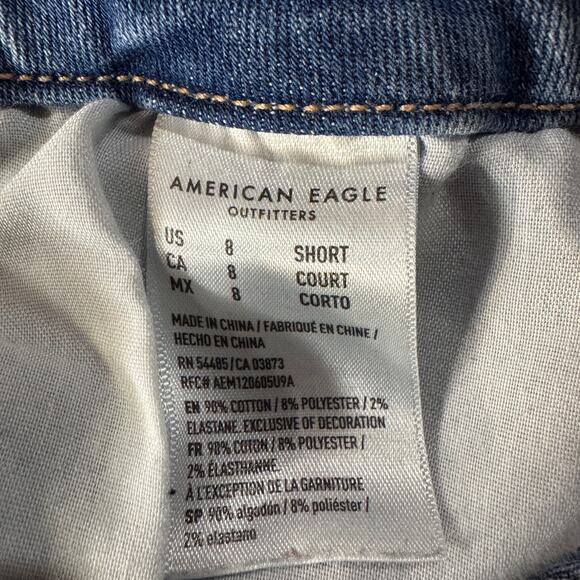 AMERICAN EAGLE
OUTFITTERS
US 8 SHORT
CA 8 COURT
MX 8 CORTO
MADE IN CHINA / FABRIQUÉ EN CHINE /
HECHO EN CHINA
RN 54485 / CA 03873
RFC# AEM120605U9A
EN 90% COTTON / 8% POLYESTER / 2%
ELASTANE. EXCLUSIVE OF DECORATION
FR 90% COTON / 8% POLYESTER /
2% ÉLASTHANNE.
À L'EXCEPTION DE LA GARNITURE
SP 90% algodón / 8% poliéster /
2% elastano